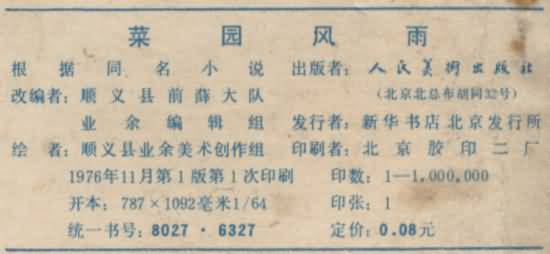 菜园风雨
根据同名小说 出版者：人民美术出版社
改编者：顺义县前薛大队 （北京北总布胡同32号）
业余编辑组 发行者：新华书店北京发行所
绘者：顺义县业余美术创作组 印刷者：北京胶印二厂
1976年11月第1版第1次印刷 印数：1—1,000,000
开本：787×1092毫米1/64 印张：1
统一书号：8027·6327 定价：0.08元